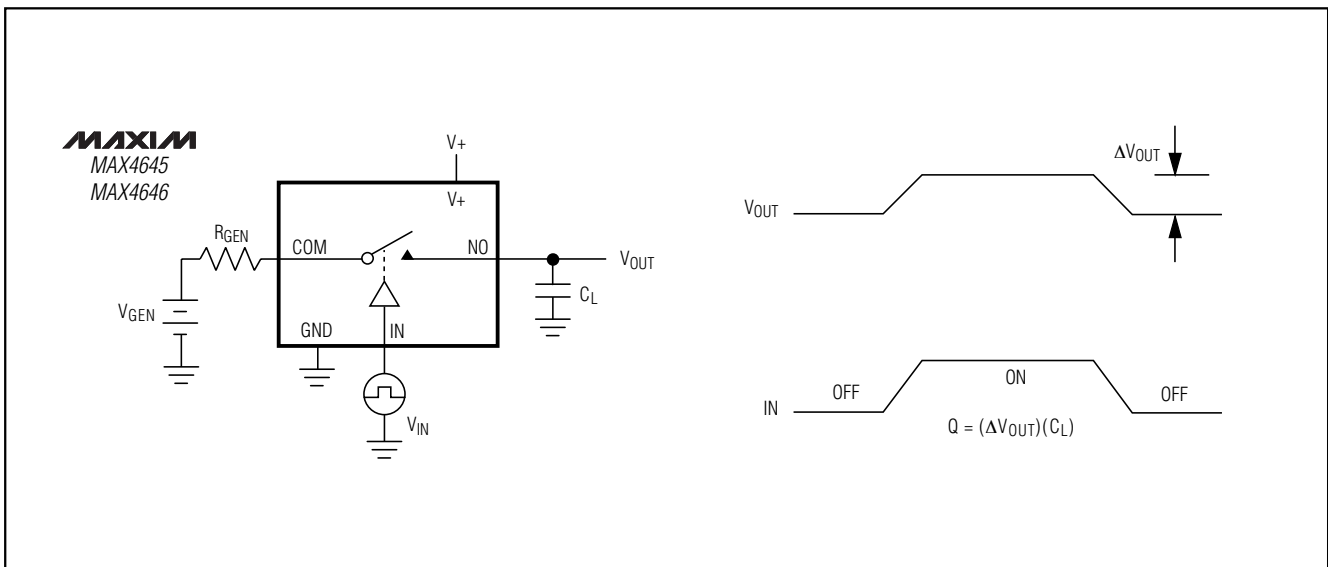 MAXIM
MAX4645
MAX4646
V+
V+
RGEN
COM
NO
VOUT
CL
VGEN
GND
IN
VIN
ΔVOUT
VOUT
OFF
ON
OFF
IN
Q = (ΔVOUT)(CL)